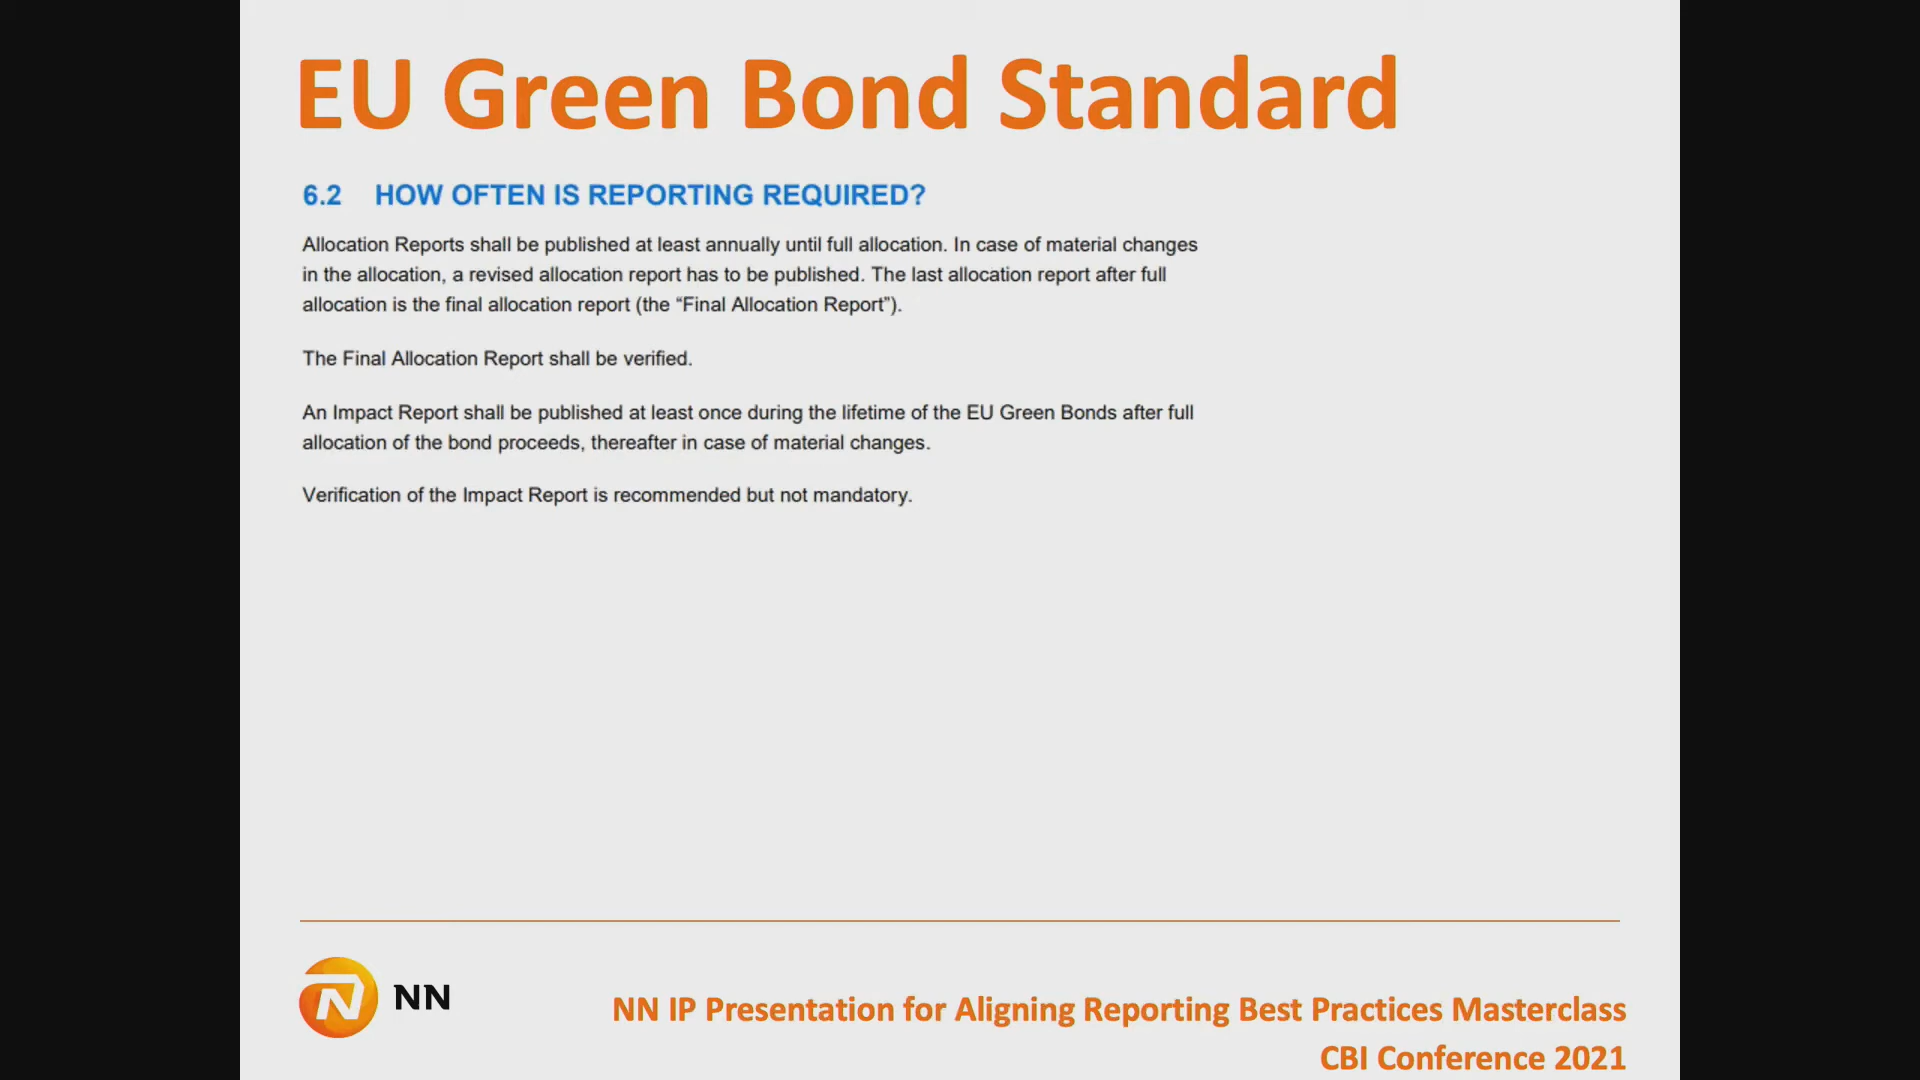 EU Green Bond Standard
6.2 HOW OFTEN IS REPORTING REQUIRED?
Allocation Reports shall be published at least annually until full allocation. In case of material changes
in the allocation, a revised allocation report has to be published. The last allocation report after full
allocation is the final allocation report (the “Final Allocation Report”).
The Final Allocation Report shall be verified.
An Impact Report shall be published at least once during the lifetime of the EU Green Bonds after full
allocation of the bond proceeds, thereafter in case of material changes.
Verification of the Impact Report is recommended but not mandatory.
NN
NN IP Presentation for Aligning Reporting Best Practices Masterclass
CBI Conference 2021